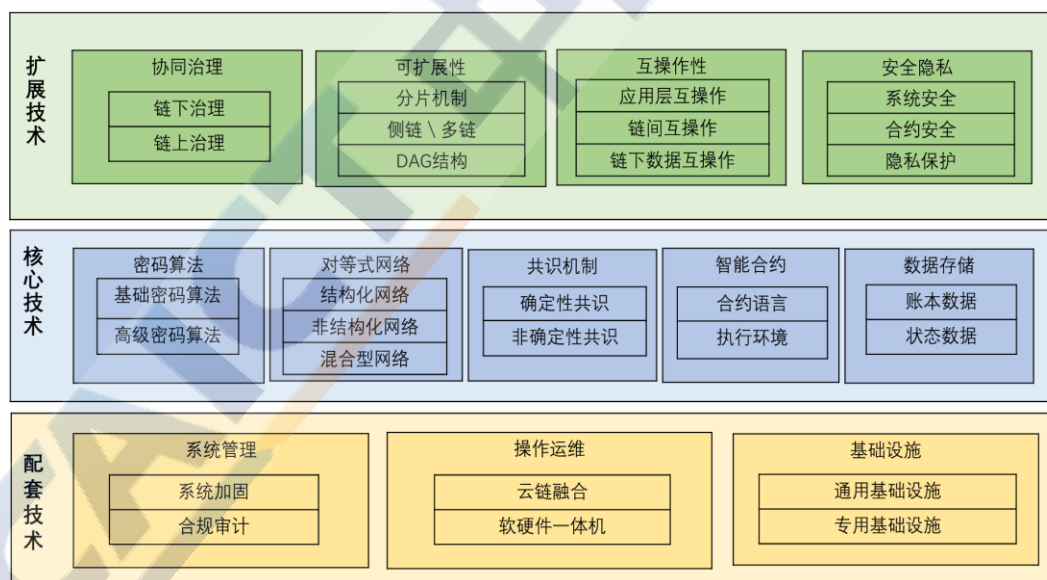 扩展技术
协同治理
链下治理
链上治理
可扩展性
分片机制
侧链 \ 多链
DAG结构
互操作性
应用层互操作
链间互操作
链下数据互操作
安全隐私
系统安全
合约安全
隐私保护
核心技术
密码算法
基础密码算法
高级密码算法
对等式网络
结构化网络
非结构化网络
混合型网络
共识机制
确定性共识
非确定性共识
智能合约
合约语言
执行环境
数据存储
账本数据
状态数据
配套技术
系统管理
系统加固
合规审计
操作运维
云链融合
软硬件一体机
基础设施
通用基础设施
专用基础设施
CAICT